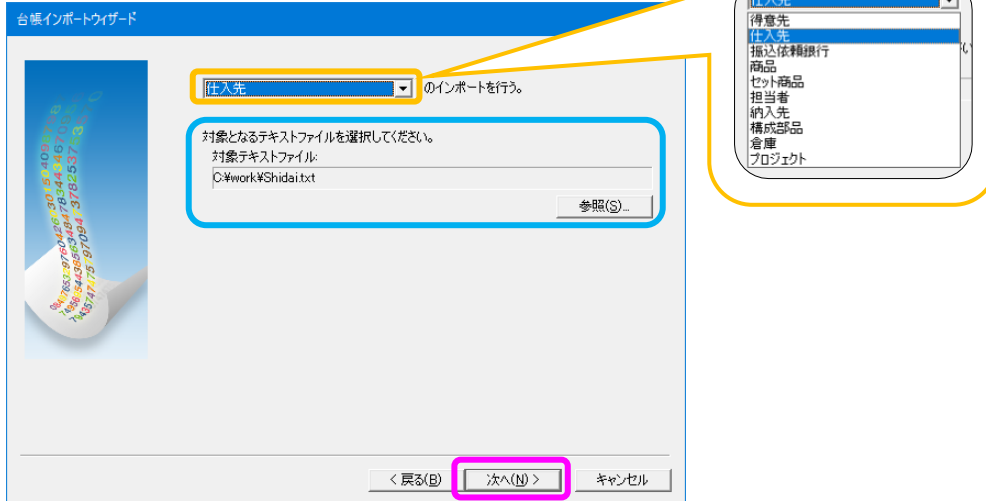 台帳インポートウィザード
仕入先 のインポートを行う。
対象となるテキストファイルを選択してください。
対象テキストファイル:
C:¥work¥Shidai.txt
参照(S)...
< 戻る(B)
次へ(N) >
キャンセル
仕入先
得意先
仕入先
振込依頼銀行
商品
セット商品
担当者
納入先
構成部品
倉庫
プロジェクト